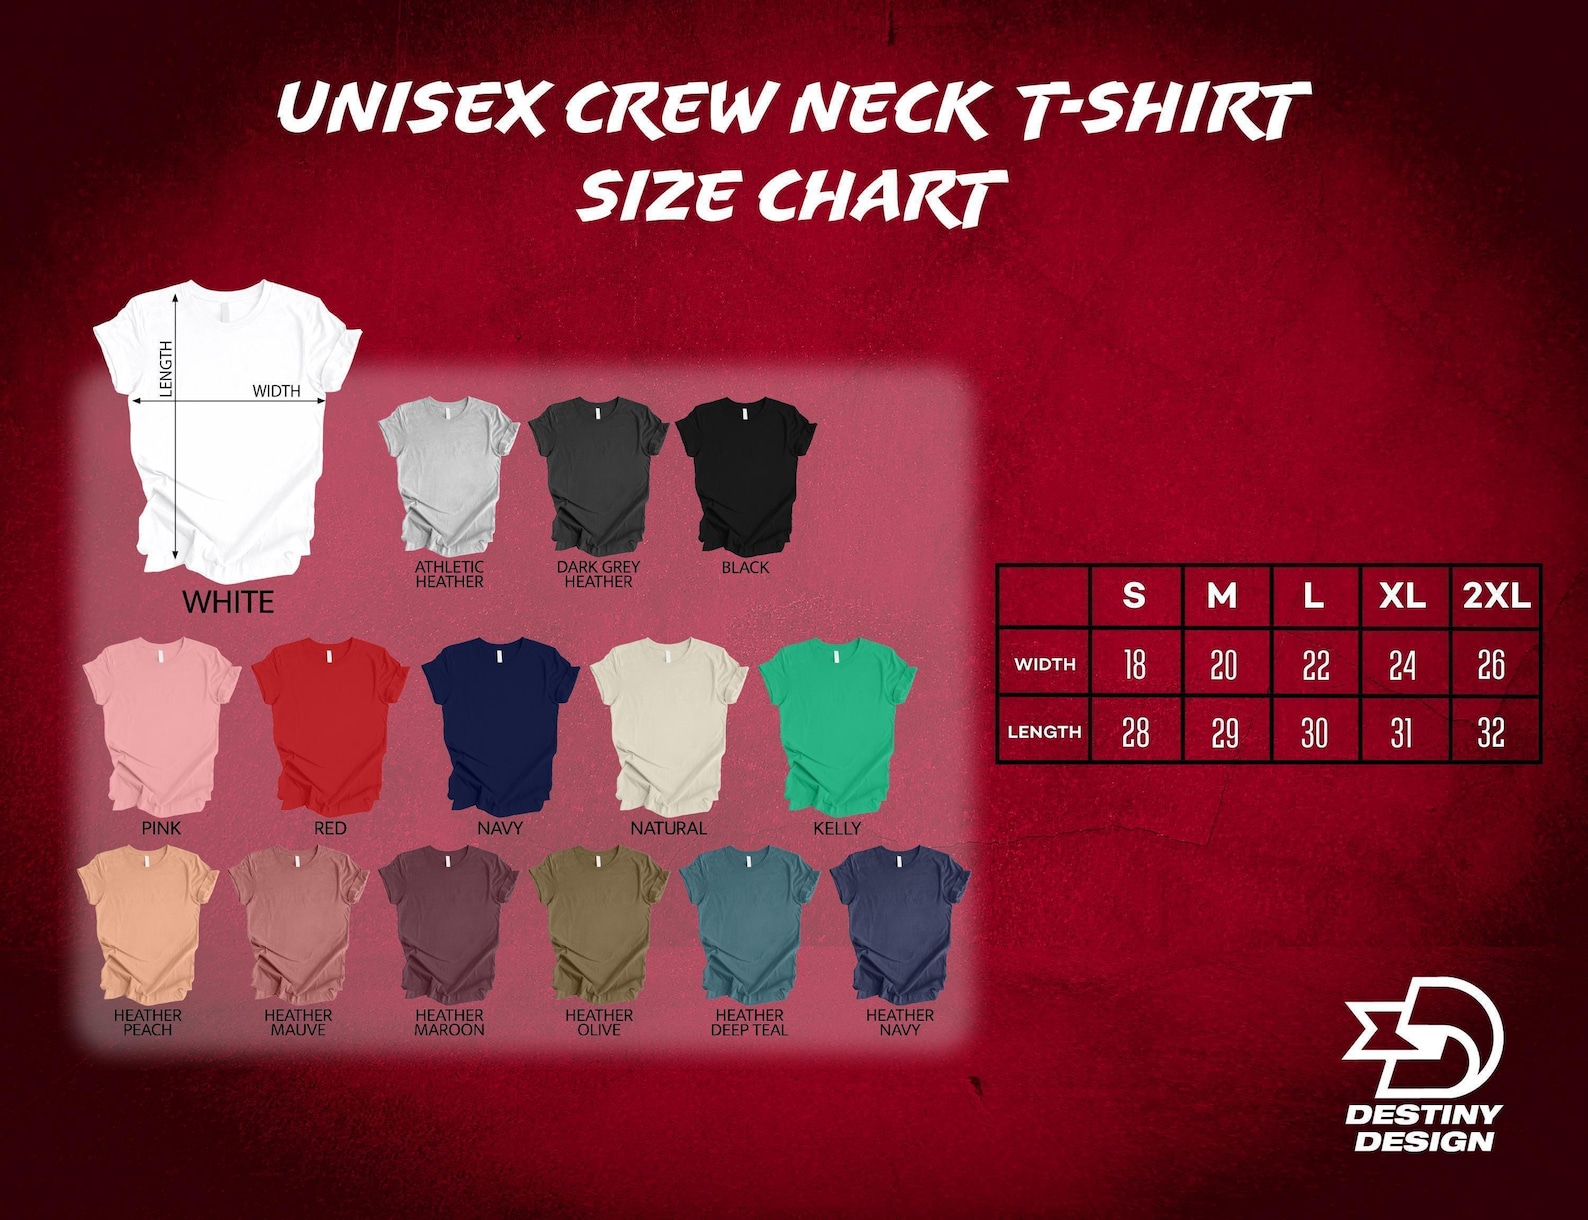 UNISEX CREW NECK T-SHIRT
SIZE CHART
LENGTH
WIDTH
WHITE
ATHLETIC
HEATHER
DARK GREY
HEATHER
BLACK
PINK
RED
NAVY
NATURAL
KELLY
HEATHER
PEACH
HEATHER
MAUVE
HEATHER
MAROON
HEATHER
OLIVE
HEATHER
DEEP TEAL
HEATHER
NAVY
S M L XL 2XL
WIDTH 18 20 22 24 26
LENGTH 28 29 30 31 32
DESTINY
DESIGN